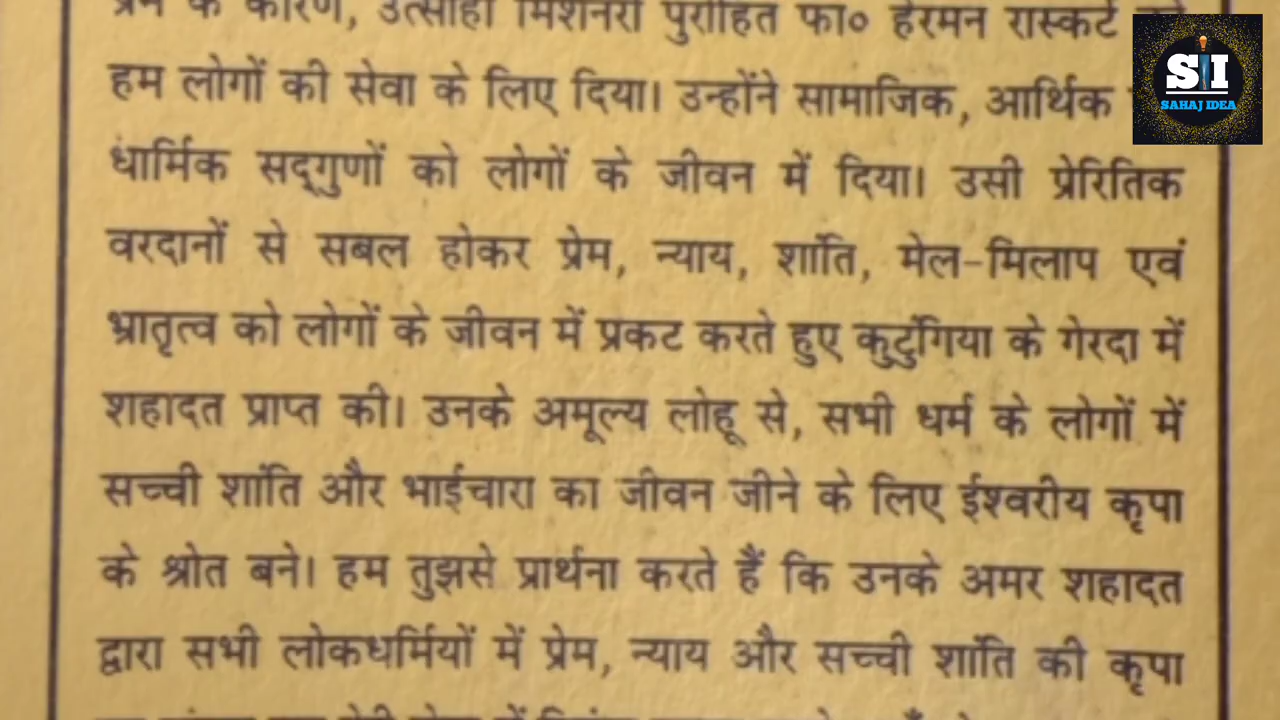 प्रेम के कारण, उत्साही मिशनरी पुरोहित फा० हेरमन रास्कर्ट को
हम लोगों की सेवा के लिए दिया। उन्होंने सामाजिक, आर्थिक
धार्मिक सद्‌गुणों को लोगों के जीवन में दिया। उसी प्रेरितिक
वरदानों से सबल होकर प्रेम, न्याय, शांति, मेल-मिलाप एवं
भ्रातृत्व को लोगों के जीवन में प्रकट करते हुए कुटुंगिया के गेरदा में
शहादत प्राप्त की। उनके अमूल्य लोहू से, सभी धर्म के लोगों में
सच्ची शांति और भाईचारा का जीवन जीने के लिए ईश्वरीय कृपा
के श्रोत बने। हम तुझसे प्रार्थना करते हैं कि उनके अमर शहादत
द्वारा सभी लोकधर्मियों में प्रेम, न्याय और सच्ची शांति की कृपा
SII
SAHAJ IDEA